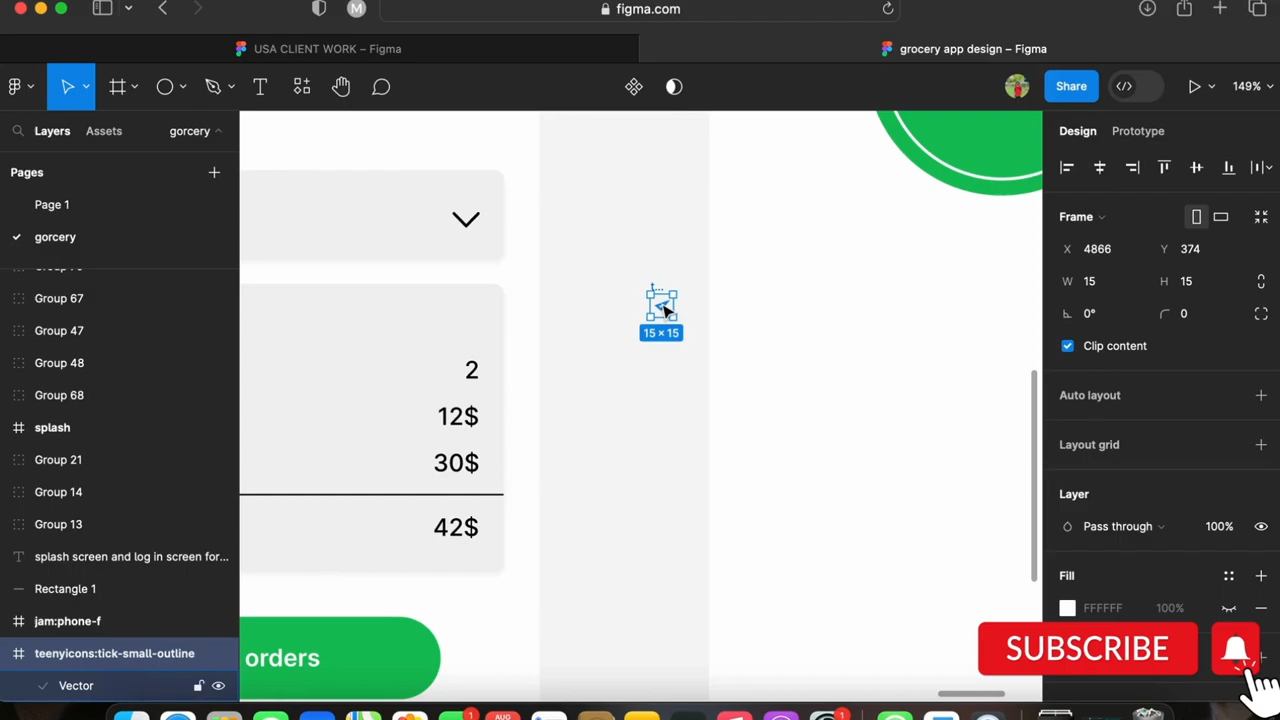 figma.com
M
USA CLIENT WORK – Figma
grocery app design – Figma
Share
149%
Layers
Assets
gorcery
Design
Prototype
Pages
Page 1
gorcery
Frame
X 4866
Y 374
W 15
H 15
0°
0
Clip content
Group 67
Group 47
Group 48
Group 68
splash
Group 21
Group 14
Group 13
splash screen and log in screen for...
Rectangle 1
jam:phone-f
teenyicons:tick-small-outline
Vector
t...
15 × 15
2
12$
30$
42$
orders
Auto layout
Layout grid
Layer
Pass through
100%
Fill
FFFFFF
100%
SUBSCRIBE
AUG
1
1